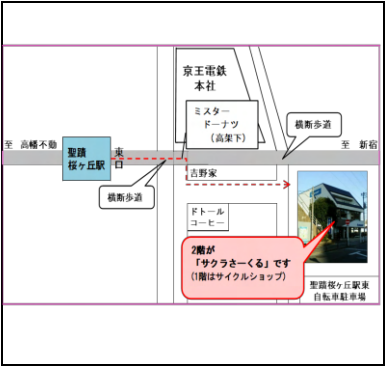 京王電鉄
本社
ミスター
ドーナツ
(高架下)
横断歩道
至 高幡不動
聖蹟
桜ヶ丘駅
東口
至 新宿
横断歩道
吉野家
ドトール
コーヒー
2階が
「サクラさーくる」です
(1階はサイクルショップ)
聖蹟桜ヶ丘駅東
自転車駐車場